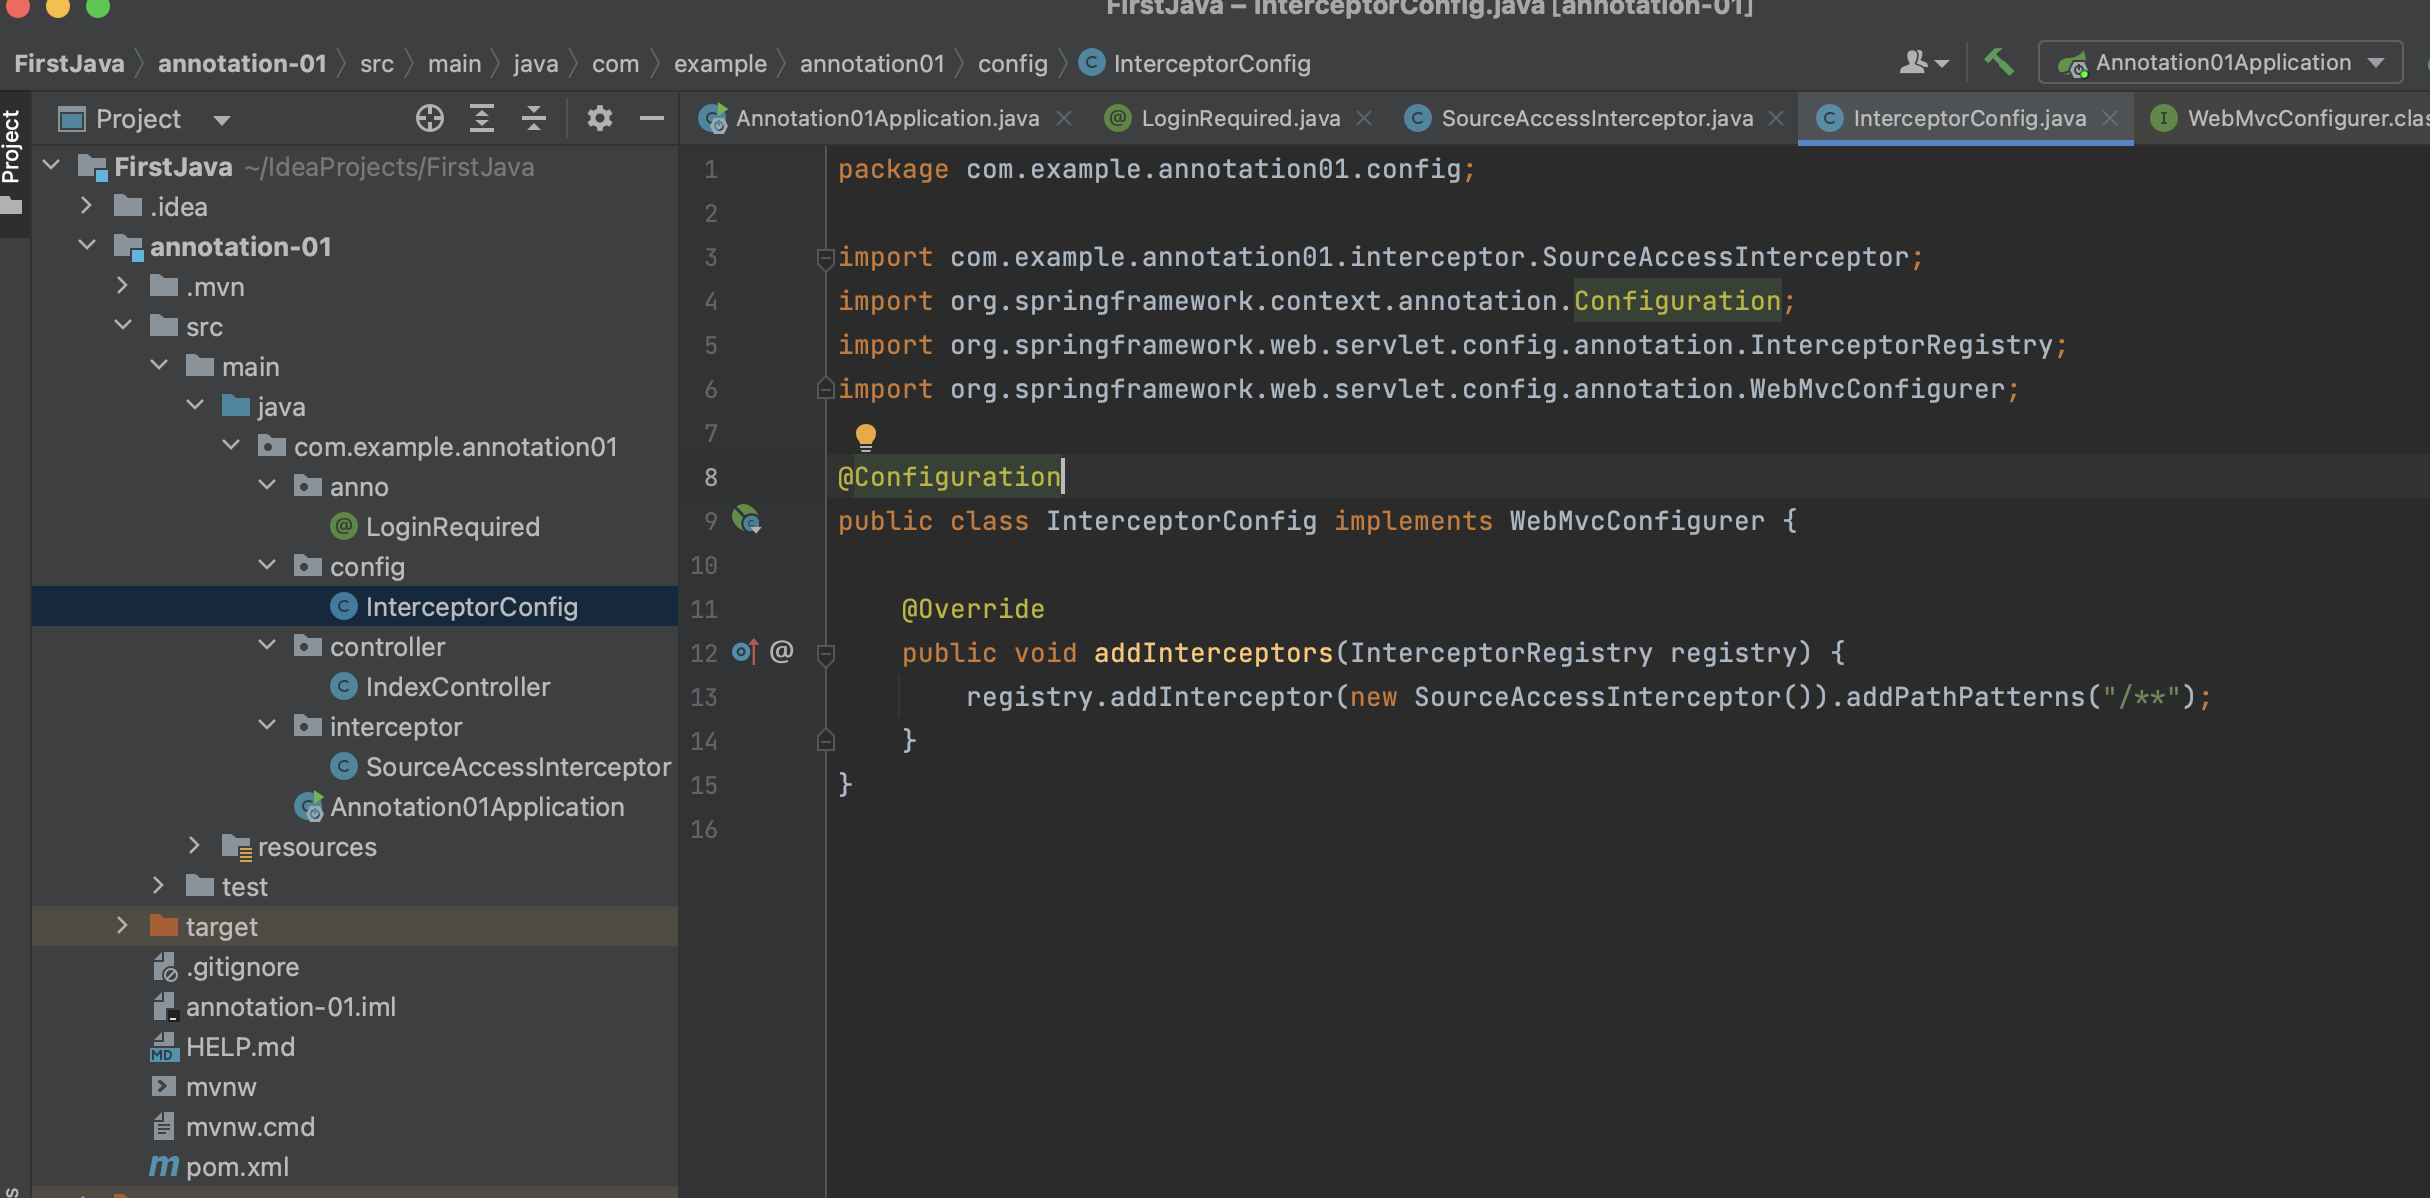 FirstJava – InterceptorConfig.java [annotation-01]
FirstJava annotation-01 src main java com example annotation01 config InterceptorConfig Annotation01Application
Project
Project
Annotation01Application.java LoginRequired.java SourceAccessInterceptor.java InterceptorConfig.java WebMvcConfigurer.clas
FirstJava ~/IdeaProjects/FirstJava
.idea
annotation-01
.mvn
src
main
java
com.example.annotation01
anno
LoginRequired
config
InterceptorConfig
controller
IndexController
interceptor
SourceAccessInterceptor
Annotation01Application
resources
test
target
.gitignore
annotation-01.iml
HELP.md
mvnw
mvnw.cmd
pom.xml
1 package com.example.annotation01.config;
2
3 import com.example.annotation01.interceptor.SourceAccessInterceptor;
4 import org.springframework.context.annotation.Configuration;
5 import org.springframework.web.servlet.config.annotation.InterceptorRegistry;
6 import org.springframework.web.servlet.config.annotation.WebMvcConfigurer;
7
8 @Configuration
9 public class InterceptorConfig implements WebMvcConfigurer {
10
11 @Override
12 @ public void addInterceptors(InterceptorRegistry registry) {
13 registry.addInterceptor(new SourceAccessInterceptor()).addPathPatterns("/**");
14 }
15 }
16